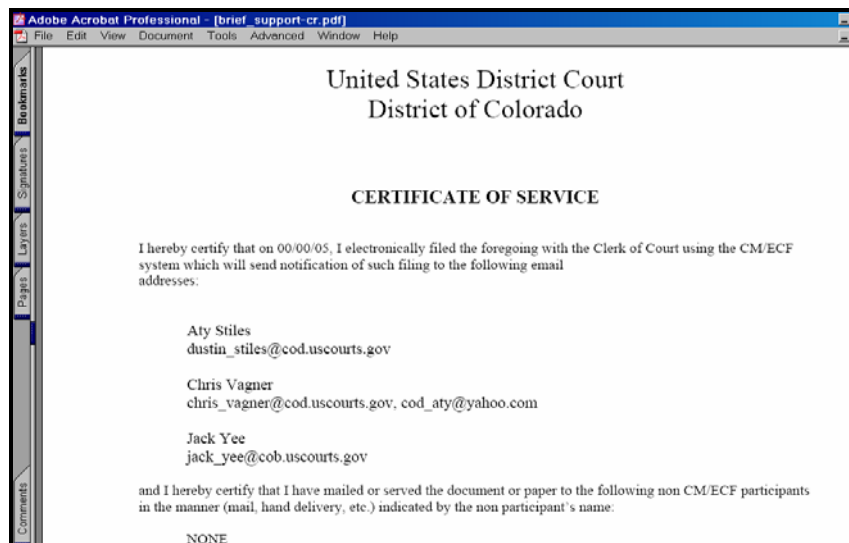 Adobe Acrobat Professional - [brief_support-cr.pdf]
File Edit View Document Tools Advanced Window Help
Bookmarks
Signatures
Layers
Pages
Comments
United States District Court
District of Colorado
CERTIFICATE OF SERVICE
I hereby certify that on 00/00/05, I electronically filed the foregoing with the Clerk of Court using the CM/ECF
system which will send notification of such filing to the following email
addresses:
Aty Stiles
dustin_stiles@cod.uscourts.gov
Chris Vagner
chris_vagner@cod.uscourts.gov, cod_aty@yahoo.com
Jack Yee
jack_yee@cob.uscourts.gov
and I hereby certify that I have mailed or served the document or paper to the following non CM/ECF participants
in the manner (mail, hand delivery, etc.) indicated by the non participant's name:
NONE